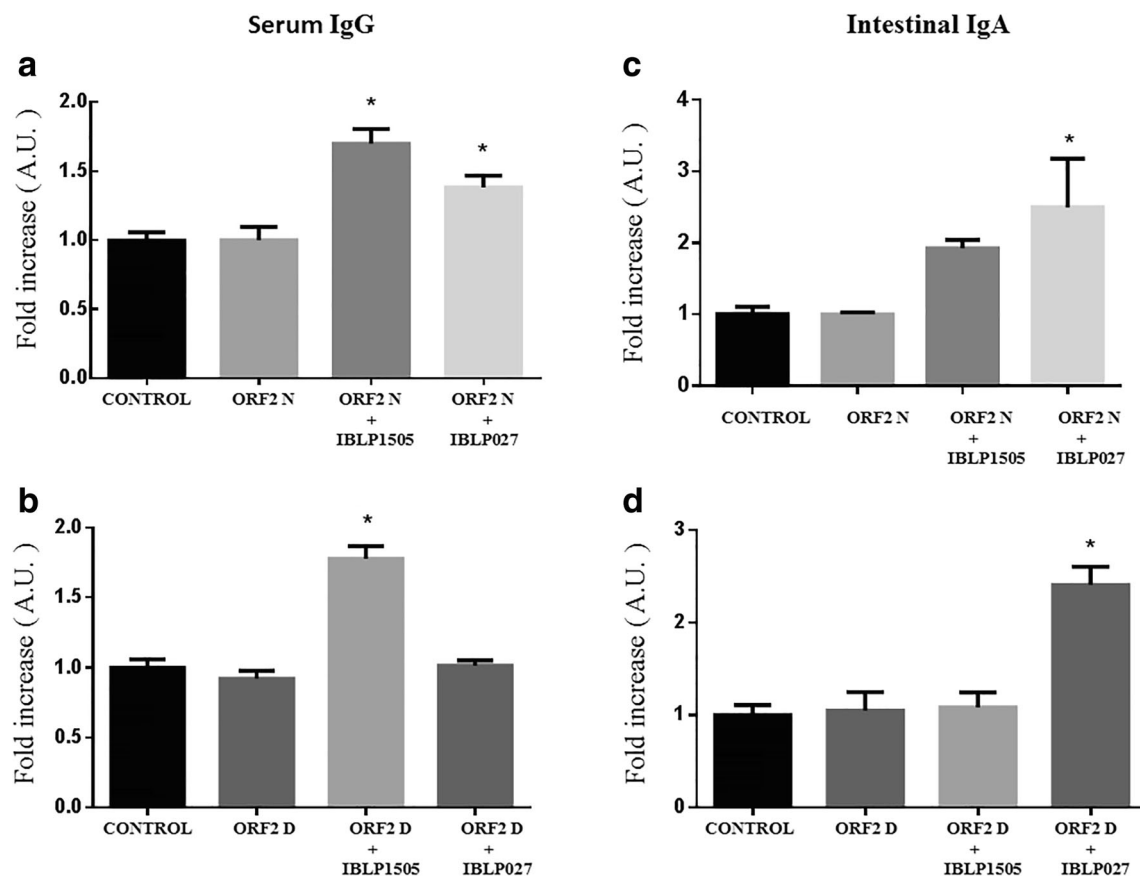 Serum IgG
a
Fold increase ( A.U. )
2.0
1.5
1.0
0.5
0.0
*
*
CONTROL
ORF2 N
ORF2 N
+
IBLP1505
ORF2 N
+
IBLP027
b
Fold increase ( A.U. )
2.0
1.5
1.0
0.5
0.0
*
CONTROL
ORF2 D
ORF2 D
+
IBLP1505
ORF2 D
+
IBLP027
Intestinal IgA
c
Fold increase ( A.U. )
4
3
2
1
0
*
CONTROL
ORF2 N
ORF2 N
+
IBLP1505
ORF2 N
+
IBLP027
d
Fold increase ( A.U. )
3
2
1
0
*
CONTROL
ORF2 D
ORF2 D
+
IBLP1505
ORF2 D
+
IBLP027